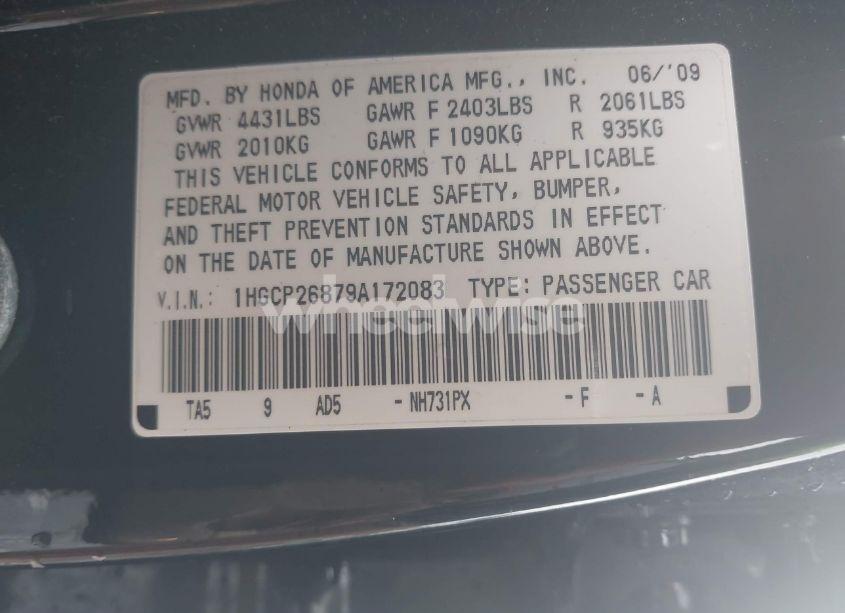 MFD. BY HONDA OF AMERICA MFG., INC. 06/'09
GVWR 4431LBS GAWR F 2403LBS R 2061LBS
GVWR 2010KG GAWR F 1090KG R 935KG
THIS VEHICLE CONFORMS TO ALL APPLICABLE
FEDERAL MOTOR VEHICLE SAFETY, BUMPER,
AND THEFT PREVENTION STANDARDS IN EFFECT
ON THE DATE OF MANUFACTURE SHOWN ABOVE.
V.I.N.: 1HGCP26879A172083 TYPE: PASSENGER CAR
wheelwise
TA5 9 AD5 - NH731PX - F - A